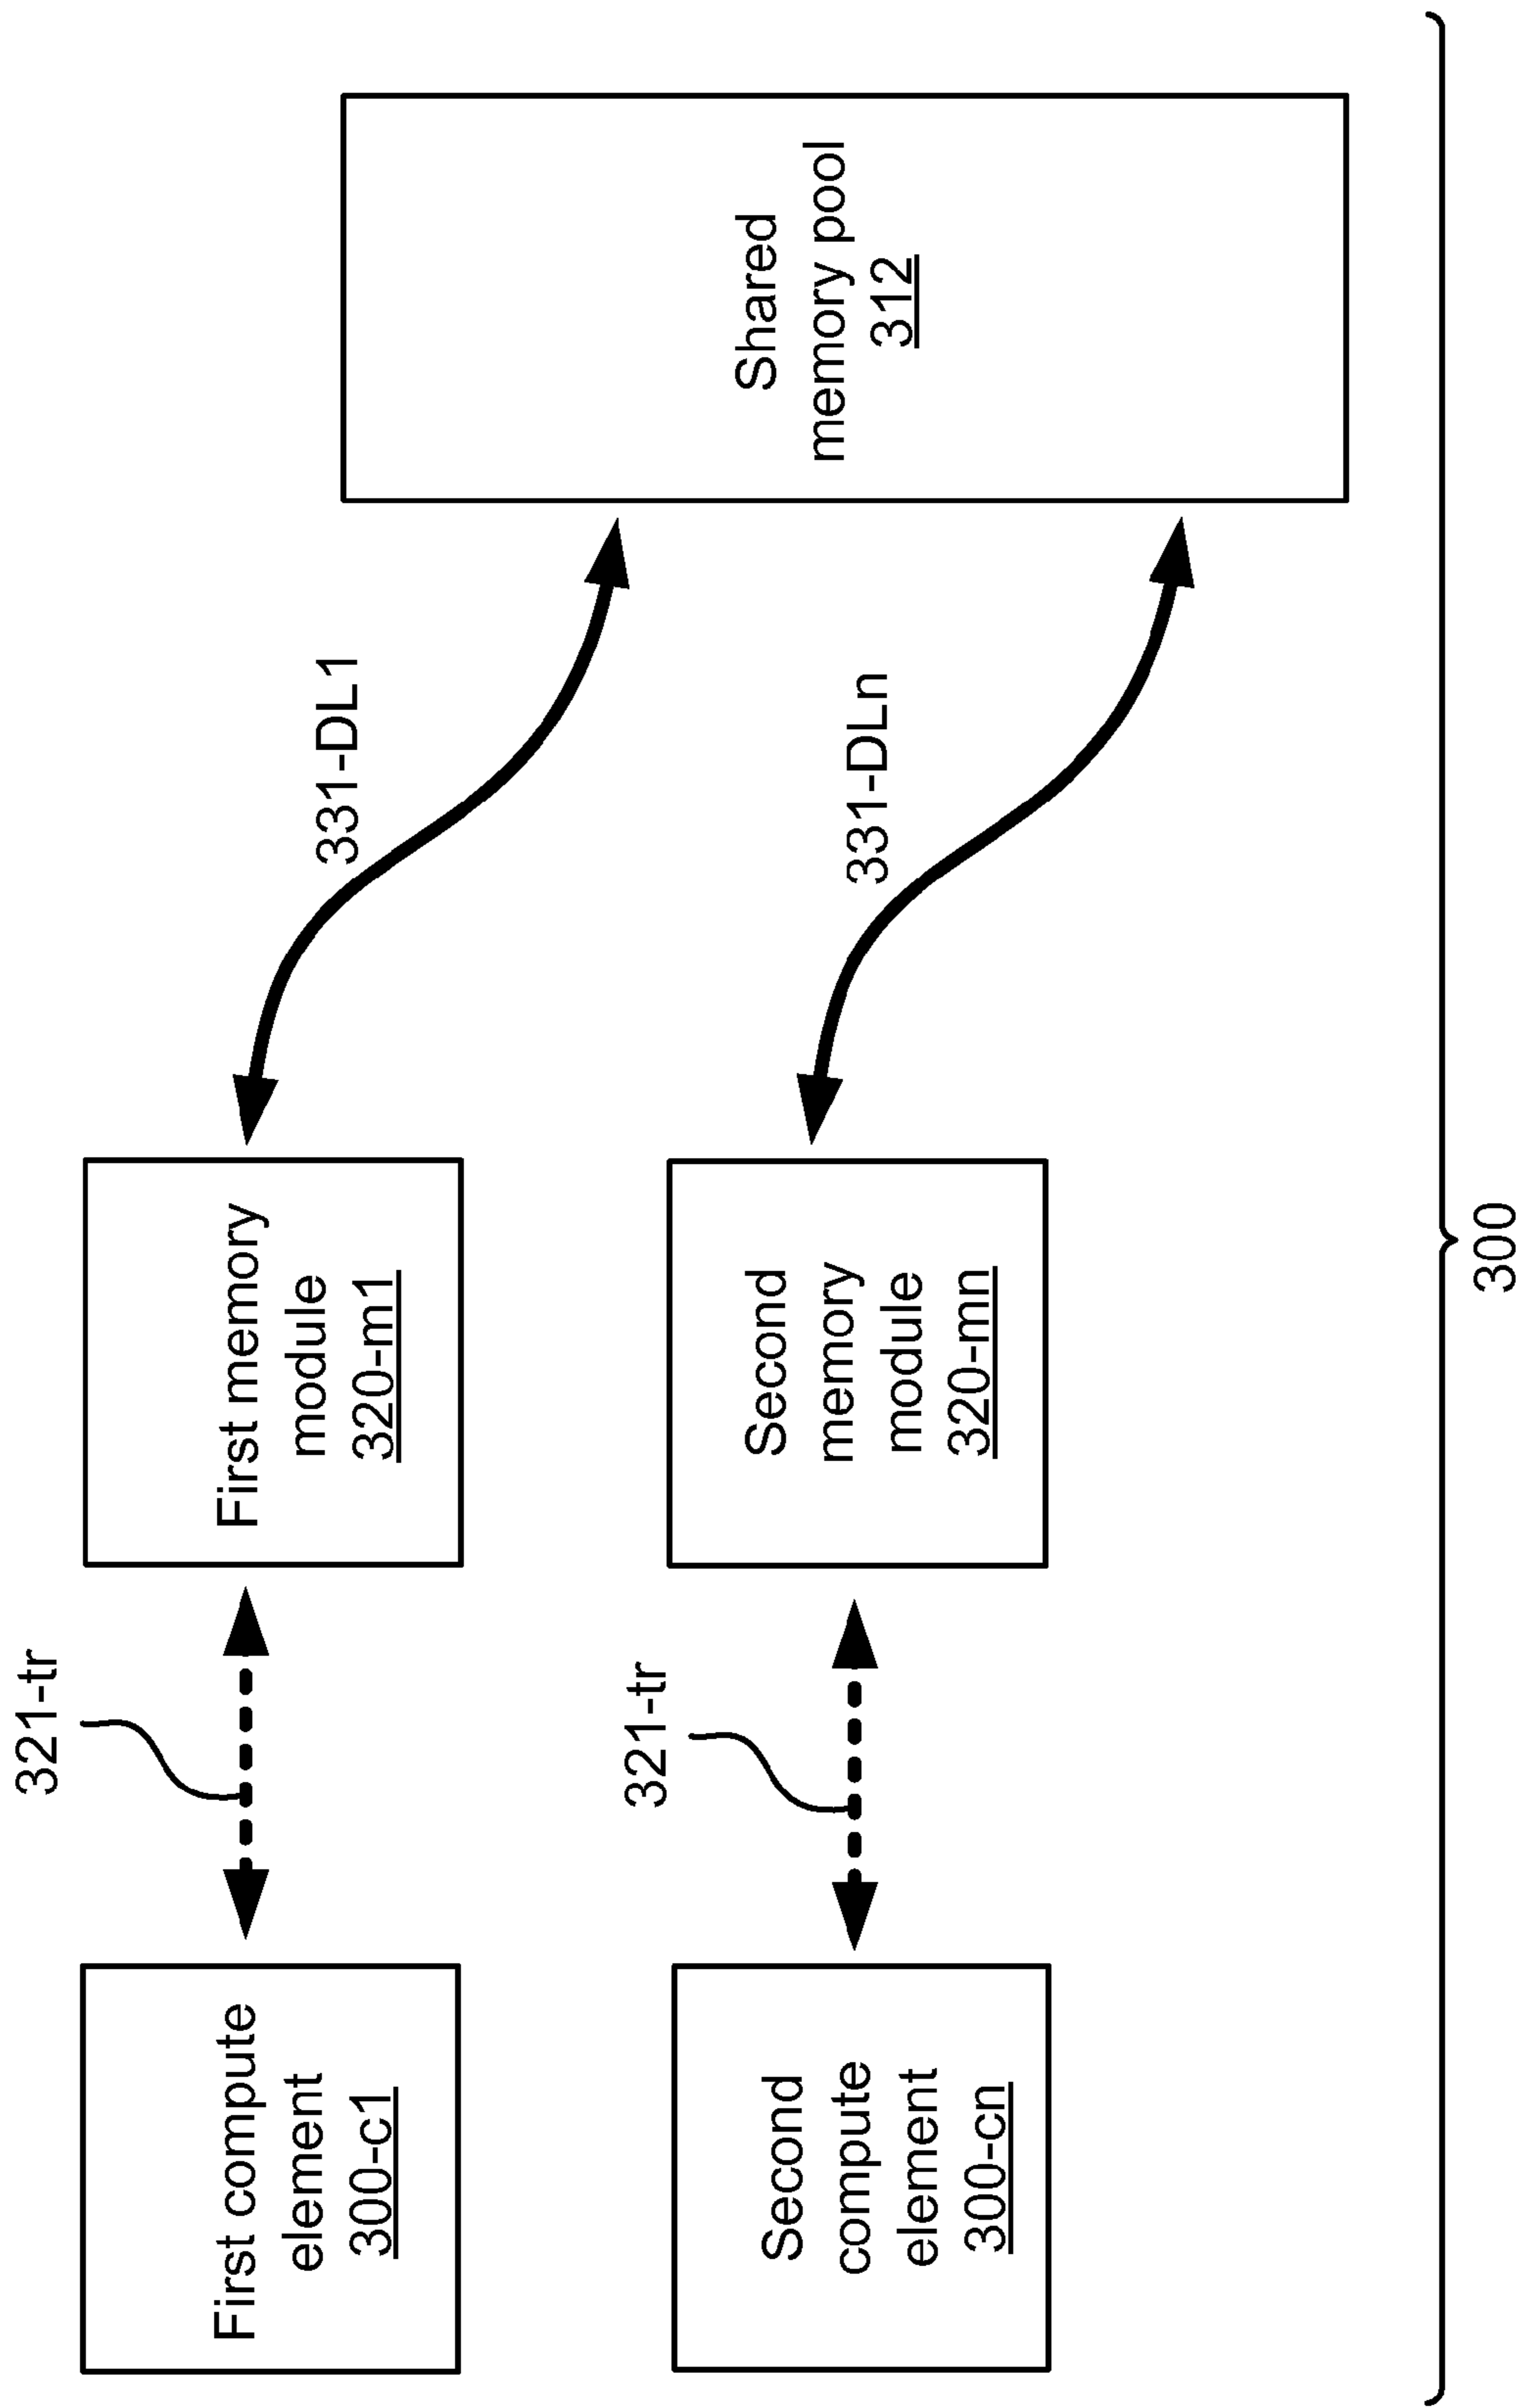 321-tr
First compute
element
300-c1
First memory
module
320-m1
331-DL1
Shared
memory pool
312
321-tr
Second
compute
element
300-cn
Second
memory
module
320-mn
331-DLn
300